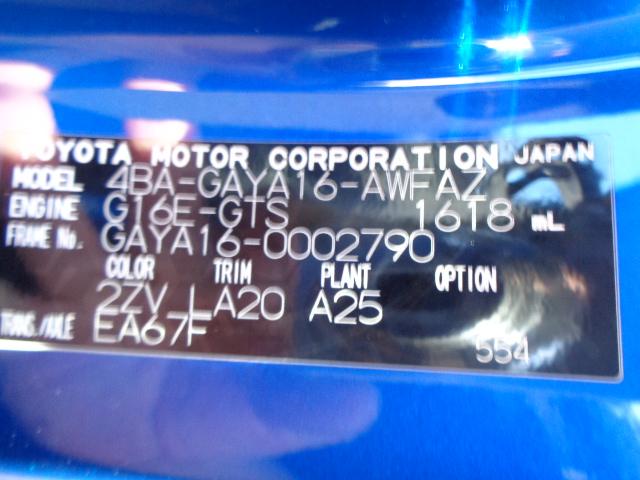 TOYOTA MOTOR CORPORATION JAPAN
MODEL 4BA-GAYA16-AWFAZ
ENGINE G16E-GTS 1618 mL
FRAME No. GAYA16-0002790
COLOR TRIM PLANT OPTION
2ZV LA20 A25
TRANS./AXLE EA67F
554